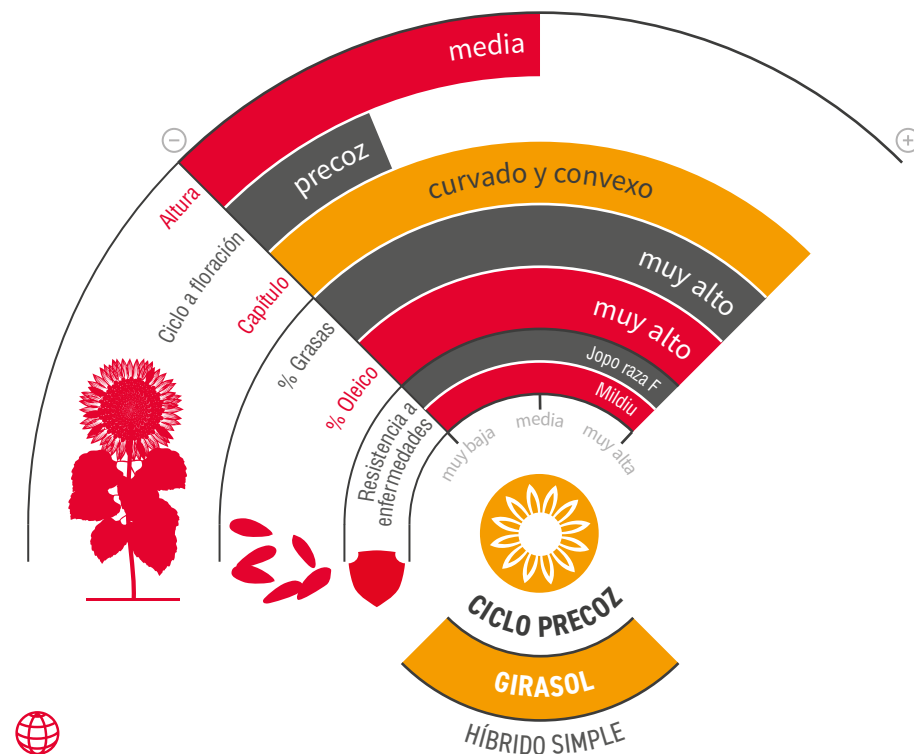 media
precoz
curvado y convexo
muy alto
muy alto
Jopo raza F
Mildiu
Altura
Ciclo a floración
Capítulo
% Grasas
% Oleico
Resistencia a
enfermedades
muy baja
media
muy alta
CICLO PRECOZ
GIRASOL
HÍBRIDO SIMPLE